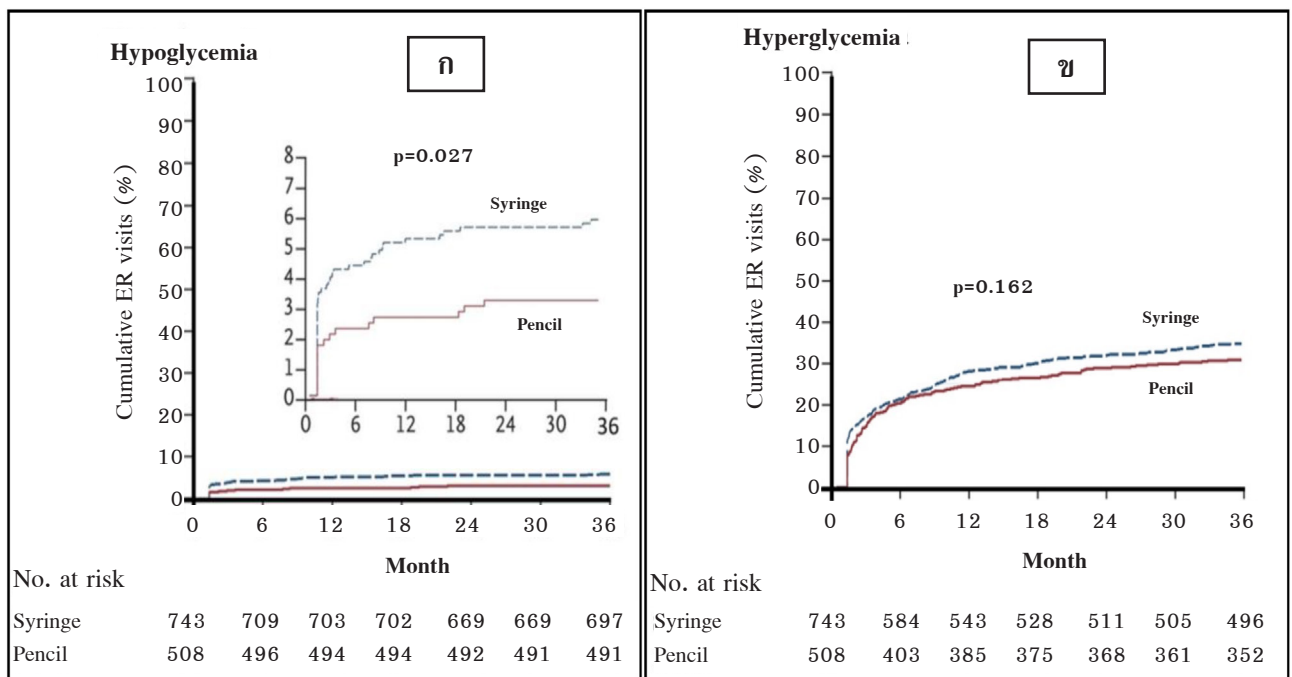 Hypoglycemia
ก
100
90
80
70
60
50
40
30
20
10
0
Cumulative ER visits (%)
8
7
6
5
4
3
2
1
0
p=0.027
Syringe
Pencil
0 6 12 18 24 30 36
0 6 12 18 24 30 36
Month
No. at risk
Syringe 743 709 703 702 669 669 697
Pencil 508 496 494 494 492 491 491
Hyperglycemia
ข
100
90
80
70
60
50
40
30
20
10
0
Cumulative ER visits (%)
p=0.162
Syringe
Pencil
0 6 12 18 24 30 36
Month
No. at risk
Syringe 743 584 543 528 511 505 496
Pencil 508 403 385 375 368 361 352